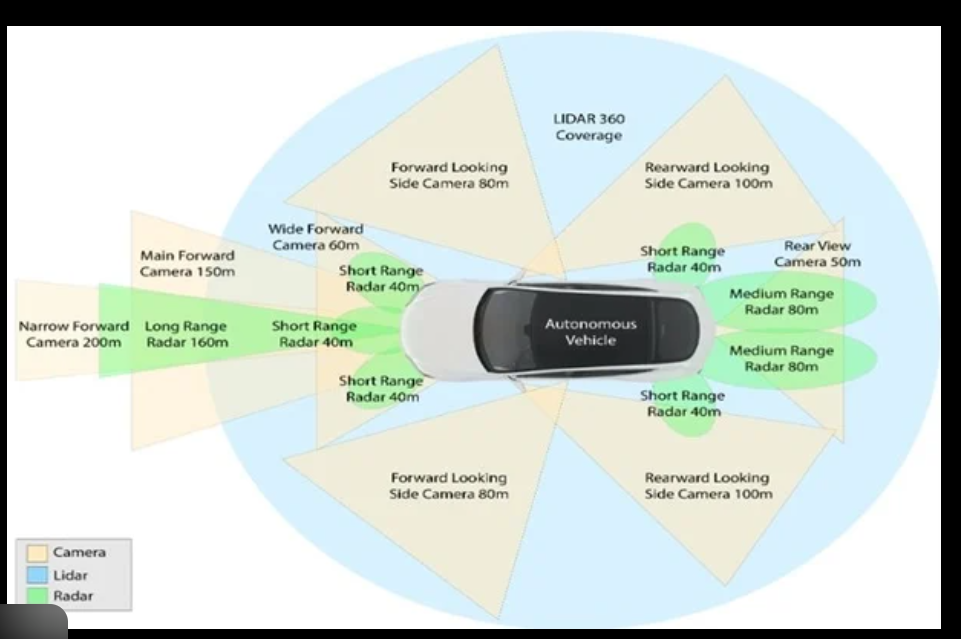 LIDAR 360
Coverage
Forward Looking
Side Camera 80m
Rearward Looking
Side Camera 100m
Wide Forward
Camera 60m
Main Forward
Camera 150m
Short Range
Radar 40m
Short Range
Radar 40m
Rear View
Camera 50m
Medium Range
Radar 80m
Narrow Forward
Camera 200m
Long Range
Radar 160m
Short Range
Radar 40m
Autonomous
Vehicle
Medium Range
Radar 80m
Short Range
Radar 40m
Short Range
Radar 40m
Forward Looking
Side Camera 80m
Rearward Looking
Side Camera 100m
Camera
Lidar
Radar